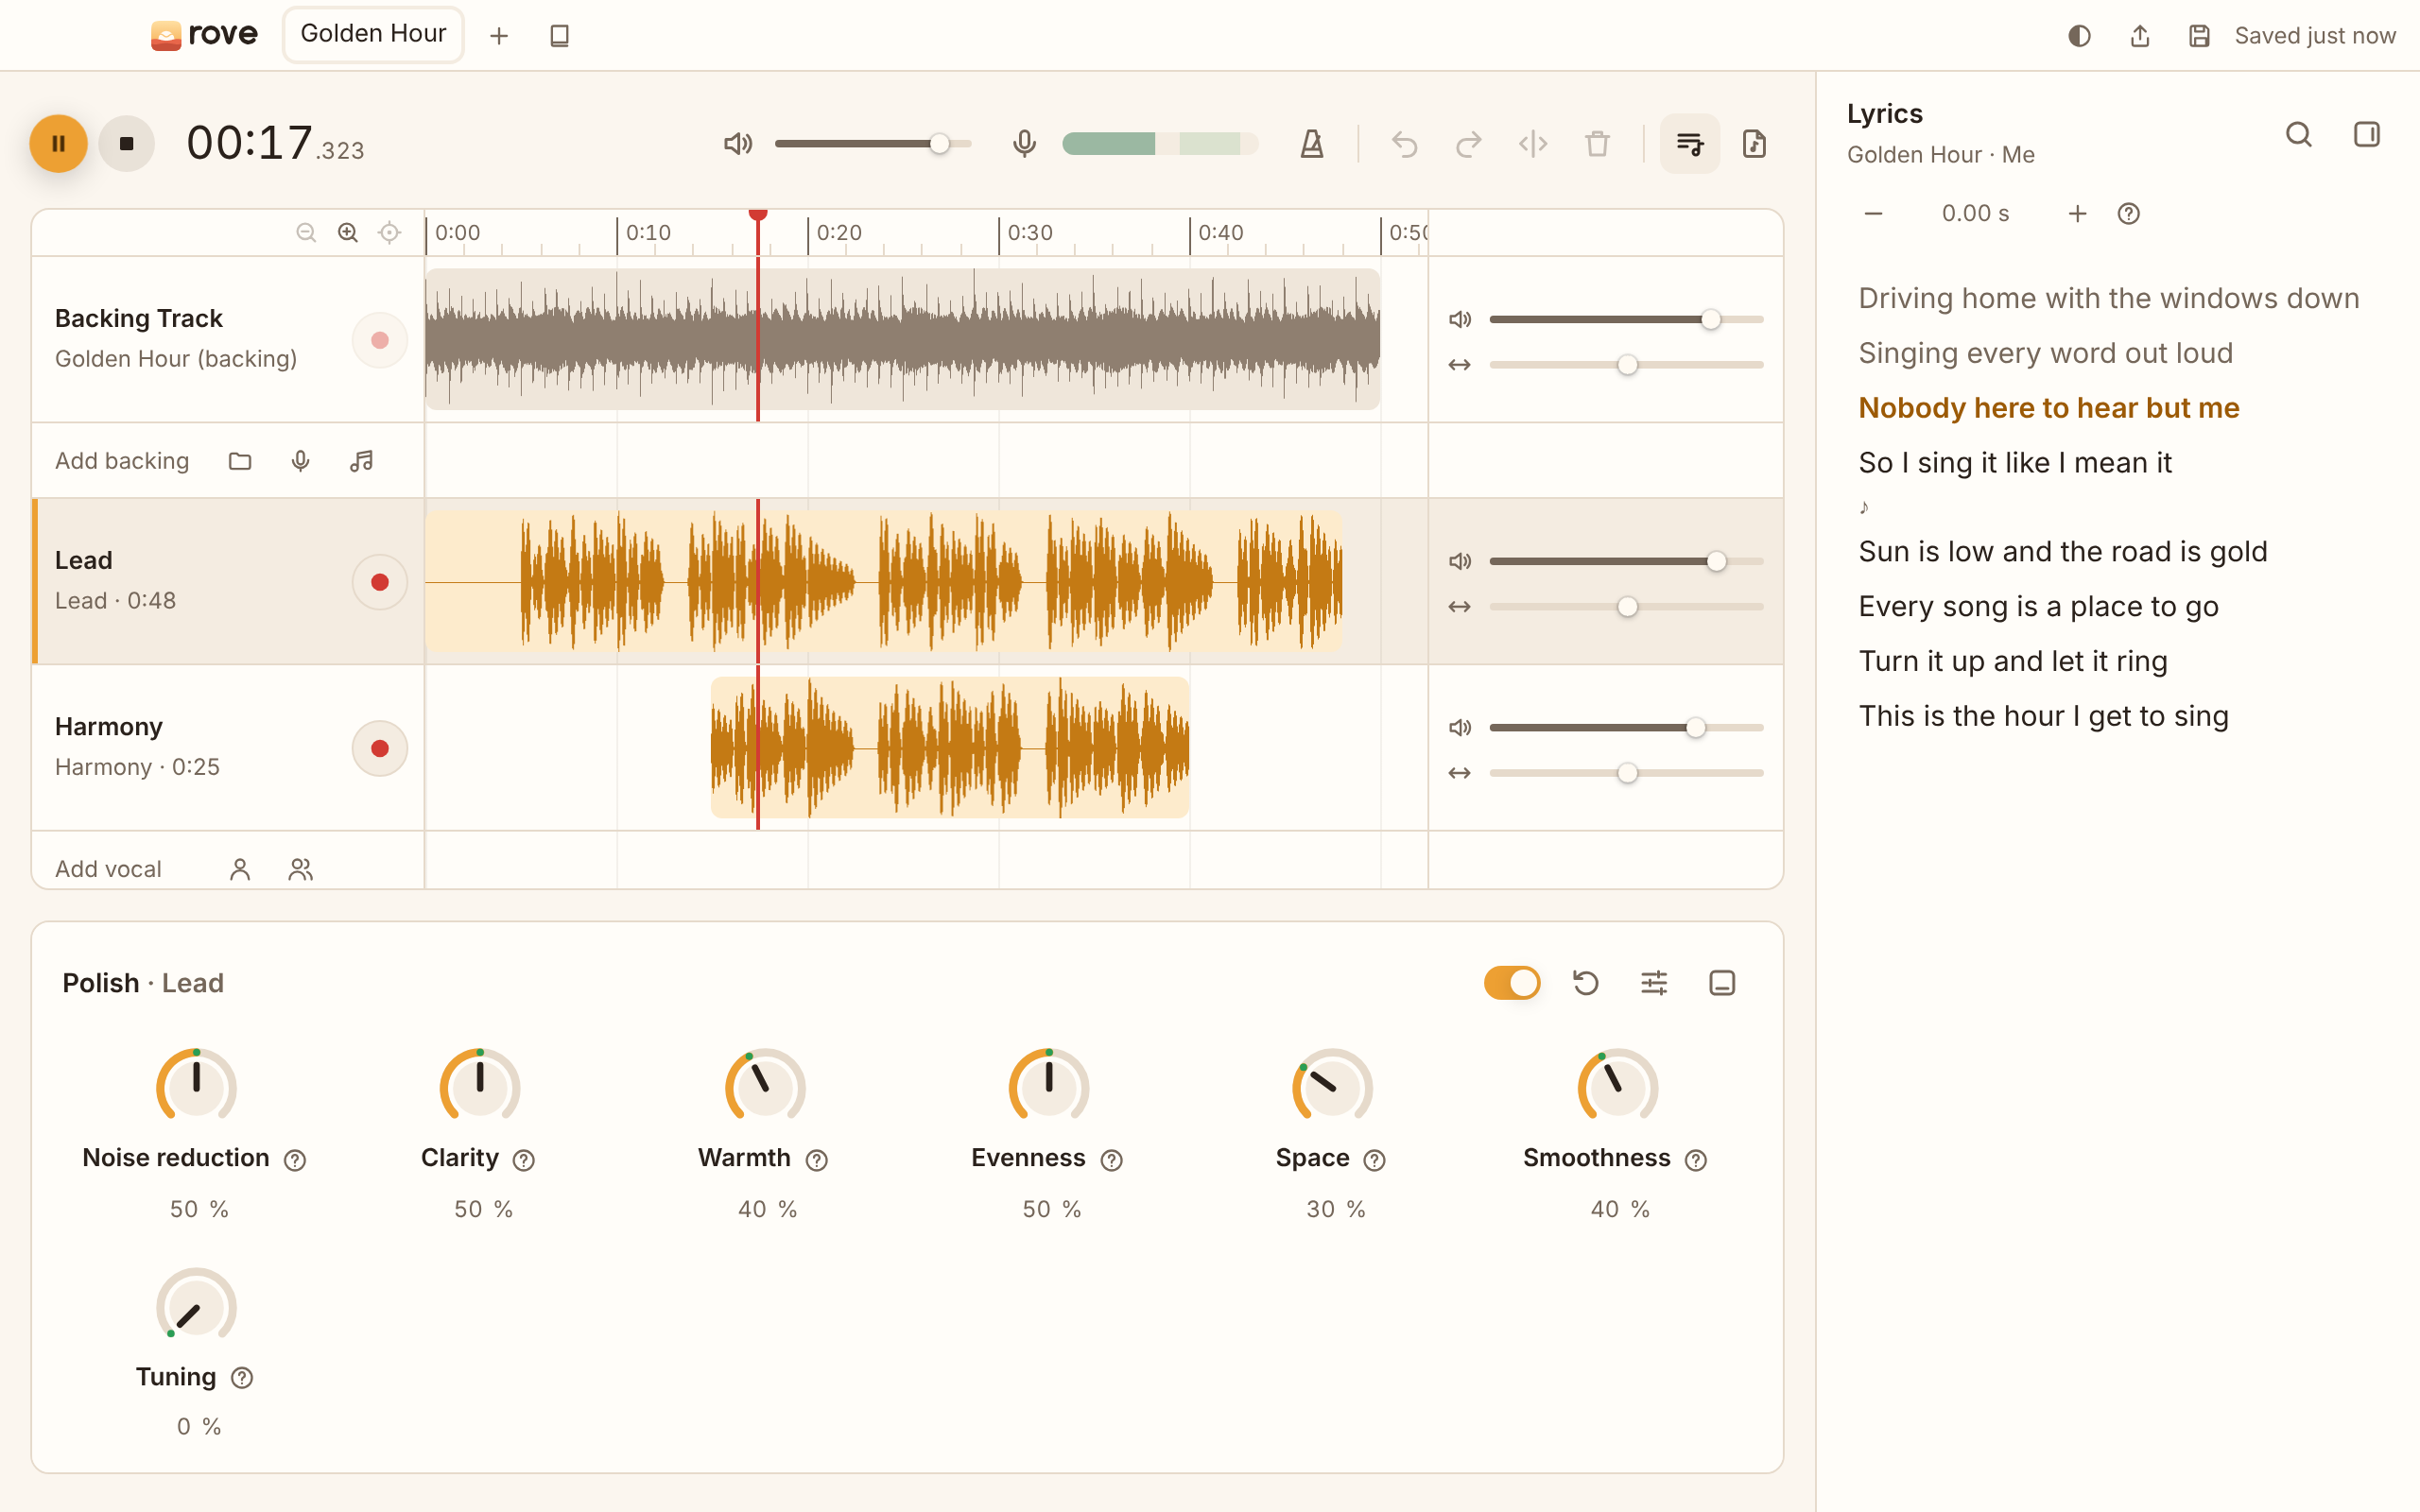 rove
Golden Hour
Saved just now
00:17.323
Lyrics
Golden Hour · Me
0.00 s
0:00
0:10
0:20
0:30
0:40
0:50
Backing Track
Golden Hour (backing)
Add backing
Lead
Lead · 0:48
Harmony
Harmony · 0:25
Add vocal
Driving home with the windows down
Singing every word out loud
Nobody here to hear but me
So I sing it like I mean it
♪
Sun is low and the road is gold
Every song is a place to go
Turn it up and let it ring
This is the hour I get to sing
Polish · Lead
Noise reduction
50 %
Clarity
50 %
Warmth
40 %
Evenness
50 %
Space
30 %
Smoothness
40 %
Tuning
0 %